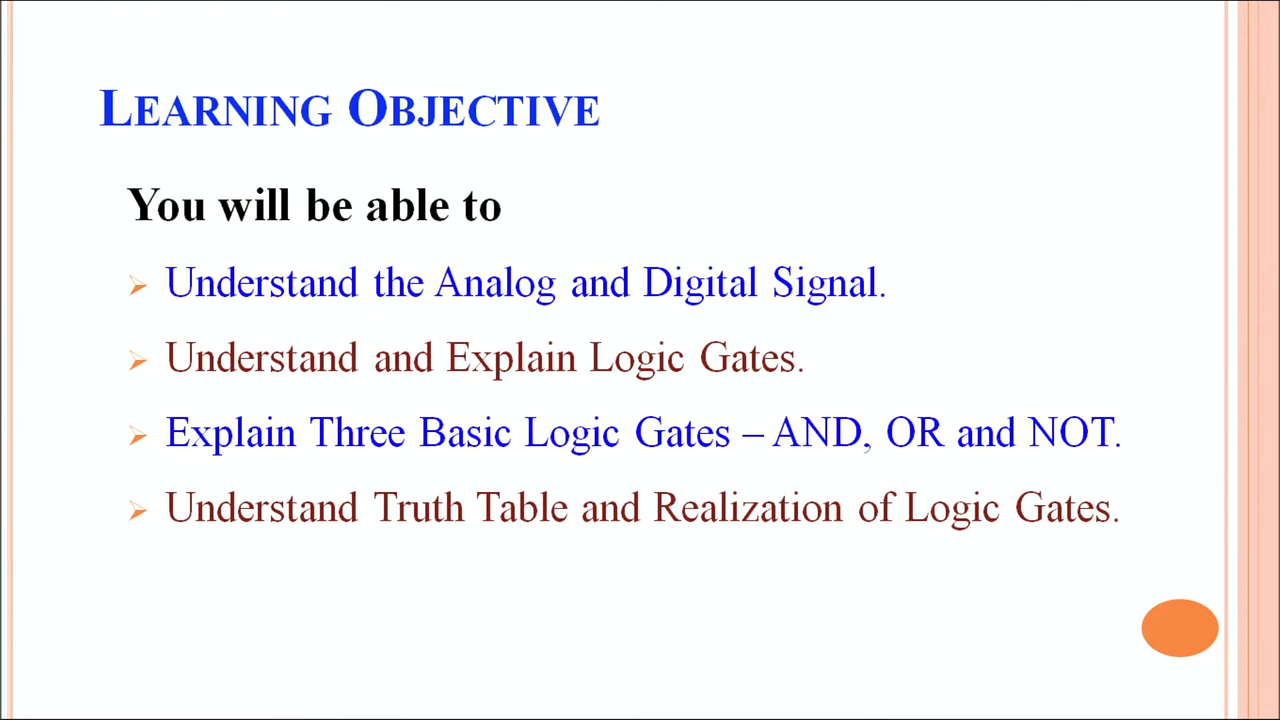 LEARNING OBJECTIVE
You will be able to
Understand the Analog and Digital Signal.
Understand and Explain Logic Gates.
Explain Three Basic Logic Gates – AND, OR and NOT.
Understand Truth Table and Realization of Logic Gates.